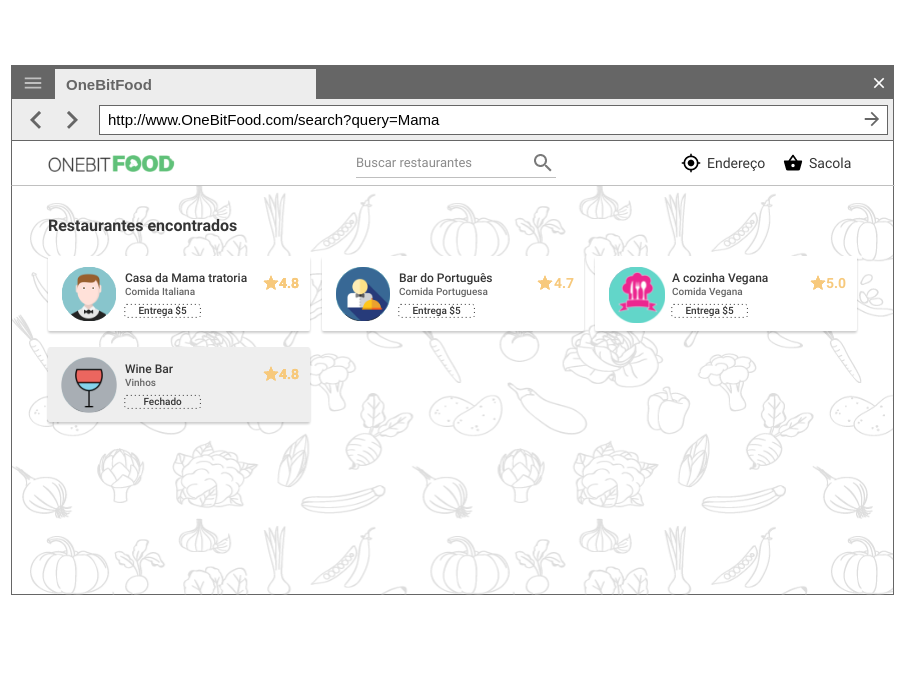 OneBitFood
http://www.OneBitFood.com/search?query=Mama
ONEBITFOOD
Buscar restaurantes
Endereço
Sacola
Restaurantes encontrados
Casa da Mama tratoria
4.8
Comida Italiana
Entrega $5
Bar do Português
4.7
Comida Portuguesa
Entrega $5
A cozinha Vegana
5.0
Comida Vegana
Entrega $5
Wine Bar
4.8
Vinhos
Fechado